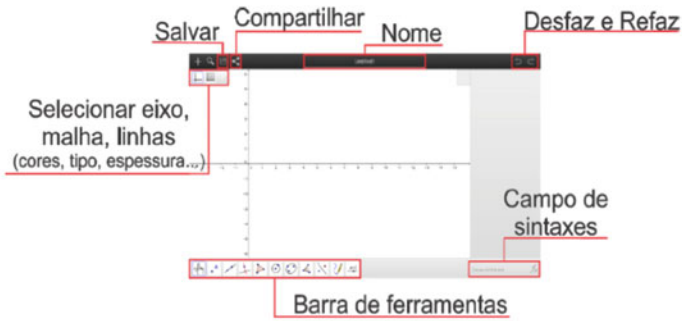 Salvar
Compartilhar
Nome
Desfaz e Refaz
Selecionar eixo,
malha, linhas
(cores, tipo, espessura...)
Campo de
sintaxes
Barra de ferramentas